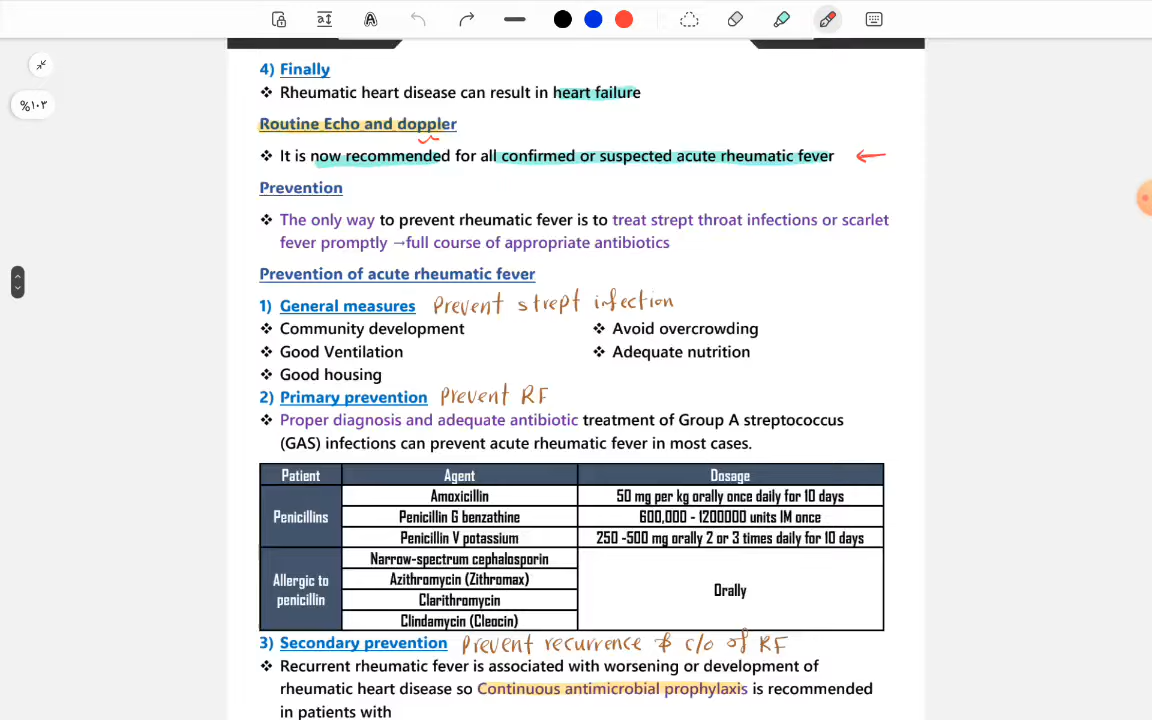 %١٠٣
4) Finally
❖ Rheumatic heart disease can result in heart failure
Routine Echo and doppler
❖ It is now recommended for all confirmed or suspected acute rheumatic fever
Prevention
❖ The only way to prevent rheumatic fever is to treat strept throat infections or scarlet
fever promptly →full course of appropriate antibiotics
Prevention of acute rheumatic fever
1) General measures prevent strept infection
❖ Community development ❖ Avoid overcrowding
❖ Good Ventilation ❖ Adequate nutrition
❖ Good housing
2) Primary prevention prevent RF
❖ Proper diagnosis and adequate antibiotic treatment of Group A streptococcus
(GAS) infections can prevent acute rheumatic fever in most cases.
Patient Agent Dosage
Penicillins
Amoxicillin 50 mg per kg orally once daily for 10 days
Penicillin G benzathine 600,000 - 1200000 units IM once
Penicillin V potassium 250 -500 mg orally 2 or 3 times daily for 10 days
Allergic to
penicillin
Narrow-spectrum cephalosporin
Azithromycin (Zithromax)
Clarithromycin
Clindamycin (Cleocin)
Orally
3) Secondary prevention prevent recurrence & c/o of RF
❖ Recurrent rheumatic fever is associated with worsening or development of
rheumatic heart disease so Continuous antimicrobial prophylaxis is recommended
in patients with